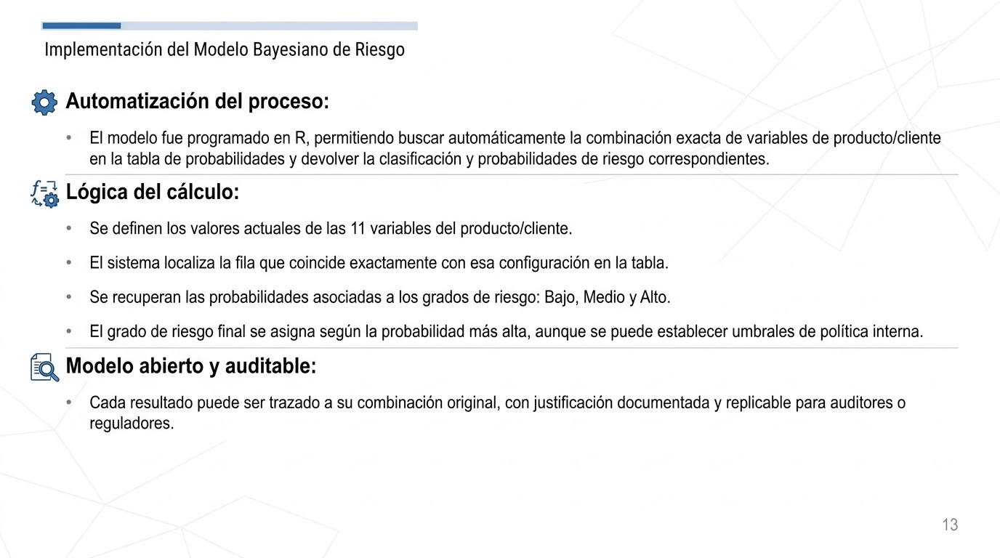 Implementación del Modelo Bayesiano de Riesgo
Automatización del proceso:
• El modelo fue programado en R, permitiendo buscar automáticamente la combinación exacta de variables de producto/cliente
en la tabla de probabilidades y devolver la clasificación y probabilidades de riesgo correspondientes.
Lógica del cálculo:
• Se definen los valores actuales de las 11 variables del producto/cliente.
• El sistema localiza la fila que coincide exactamente con esa configuración en la tabla.
• Se recuperan las probabilidades asociadas a los grados de riesgo: Bajo, Medio y Alto.
• El grado de riesgo final se asigna según la probabilidad más alta, aunque se puede establecer umbrales de política interna.
Modelo abierto y auditable:
• Cada resultado puede ser trazado a su combinación original, con justificación documentada y replicable para auditores o
reguladores.
13